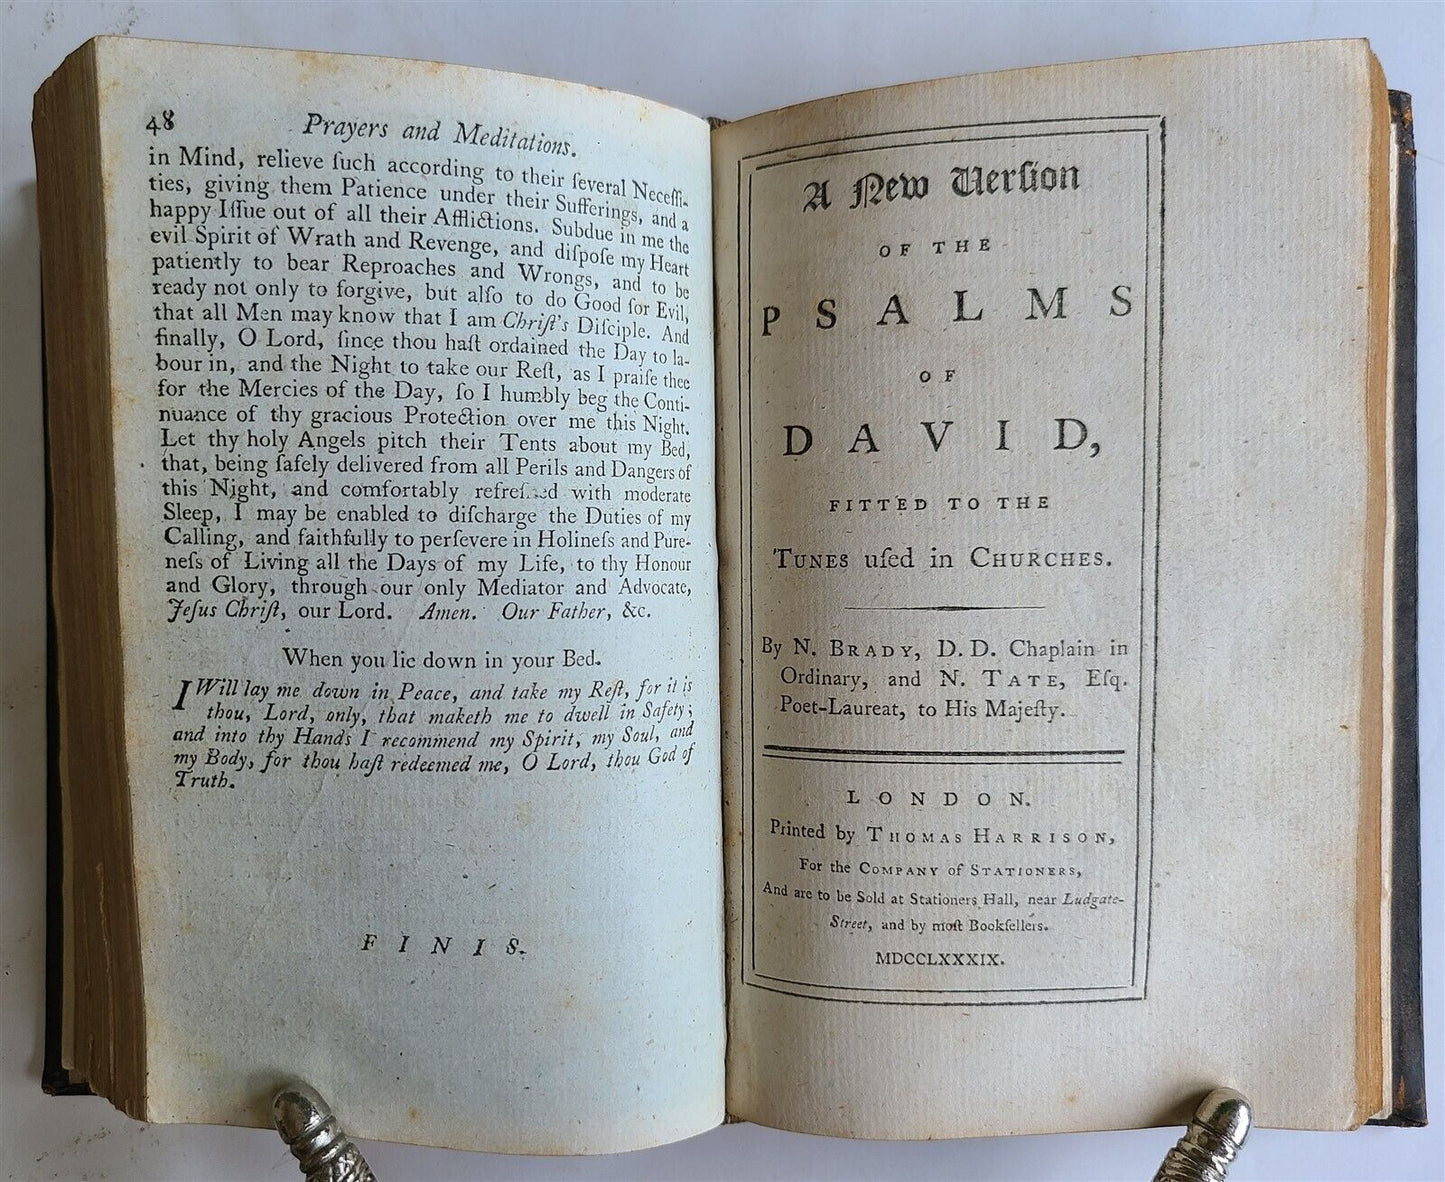 48 Prayers and Meditations.
in Mind, relieve ſuch according to their ſeveral Neceſſi-
ties, giving them Patience under their Sufferings, and a
happy Iſſue out of all their Afflictions. Subdue in me the
evil Spirit of Wrath and Revenge, and diſpoſe my Heart
patiently to bear Reproaches and Wrongs, and to be
ready not only to forgive, but alſo to do Good for Evil,
that all Men may know that I am Chriſt's Diſciple. And
finally, O Lord, ſince thou haſt ordained the Day to la-
bour in, and the Night to take our Reſt, as I praiſe thee
for the Mercies of the Day, ſo I humbly beg the Conti-
nuance of thy gracious Protection over me this Night.
Let thy holy Angels pitch their Tents about my Bed,
that, being ſafely delivered from all Perils and Dangers of
this Night, and comfortably with moderate
Sleep, I may be enabled to diſcharge the Duties of my
Calling, and faithfully to perſevere in Holineſs and Pure-
neſs of Living all the Days of my Life, to thy Honour
and Glory, through our only Mediator and Advocate,
Jeſus Chriſt, our Lord. Amen. Our Father, &c.
When you lie down in your Bed.
I Will lay me down in Peace, and take my Reſt, for it is
thou, Lord, only, that maketh me to dwell in Safety;
and into thy Hands I recommend my Spirit, my Soul, and
my Body, for thou haſt redeemed me, O Lord, thou God of
Truth.
FINIS.
A New Verſion
OF THE
PSALMS
OF
DAVID,
FITTED TO THE
TUNES uſed in CHURCHES.
By N. BRADY, D. D. Chaplain in
Ordinary, and N. TATE, Eſq.
Poet-Laureat, to His Majeſty.
LONDON.
Printed by THOMAS HARRISON,
For the COMPANY of STATIONERS,
And are to be Sold at Stationers Hall, near Ludgate-
Street, and by moſt Bookſellers.
MDCCLXXXIX.